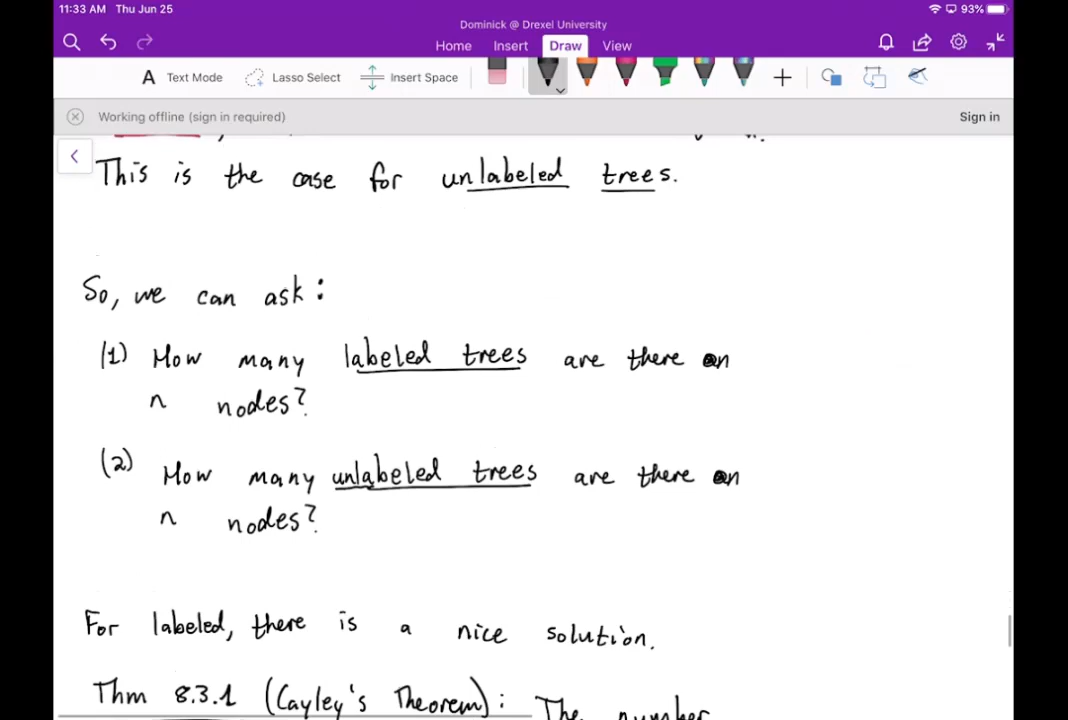 11:33 AM Thu Jun 25
93%
Dominick @ Drexel University
Home Insert Draw View
A Text Mode Lasso Select Insert Space
Working offline (sign in required) Sign in
This is the case for unlabeled trees.
So, we can ask:
(1) How many labeled trees are there on
n nodes?
(2) How many unlabeled trees are there on
n nodes?
For labeled, there is a nice solution.
Thm 8.3.1 (Cayley's Theorem): The number